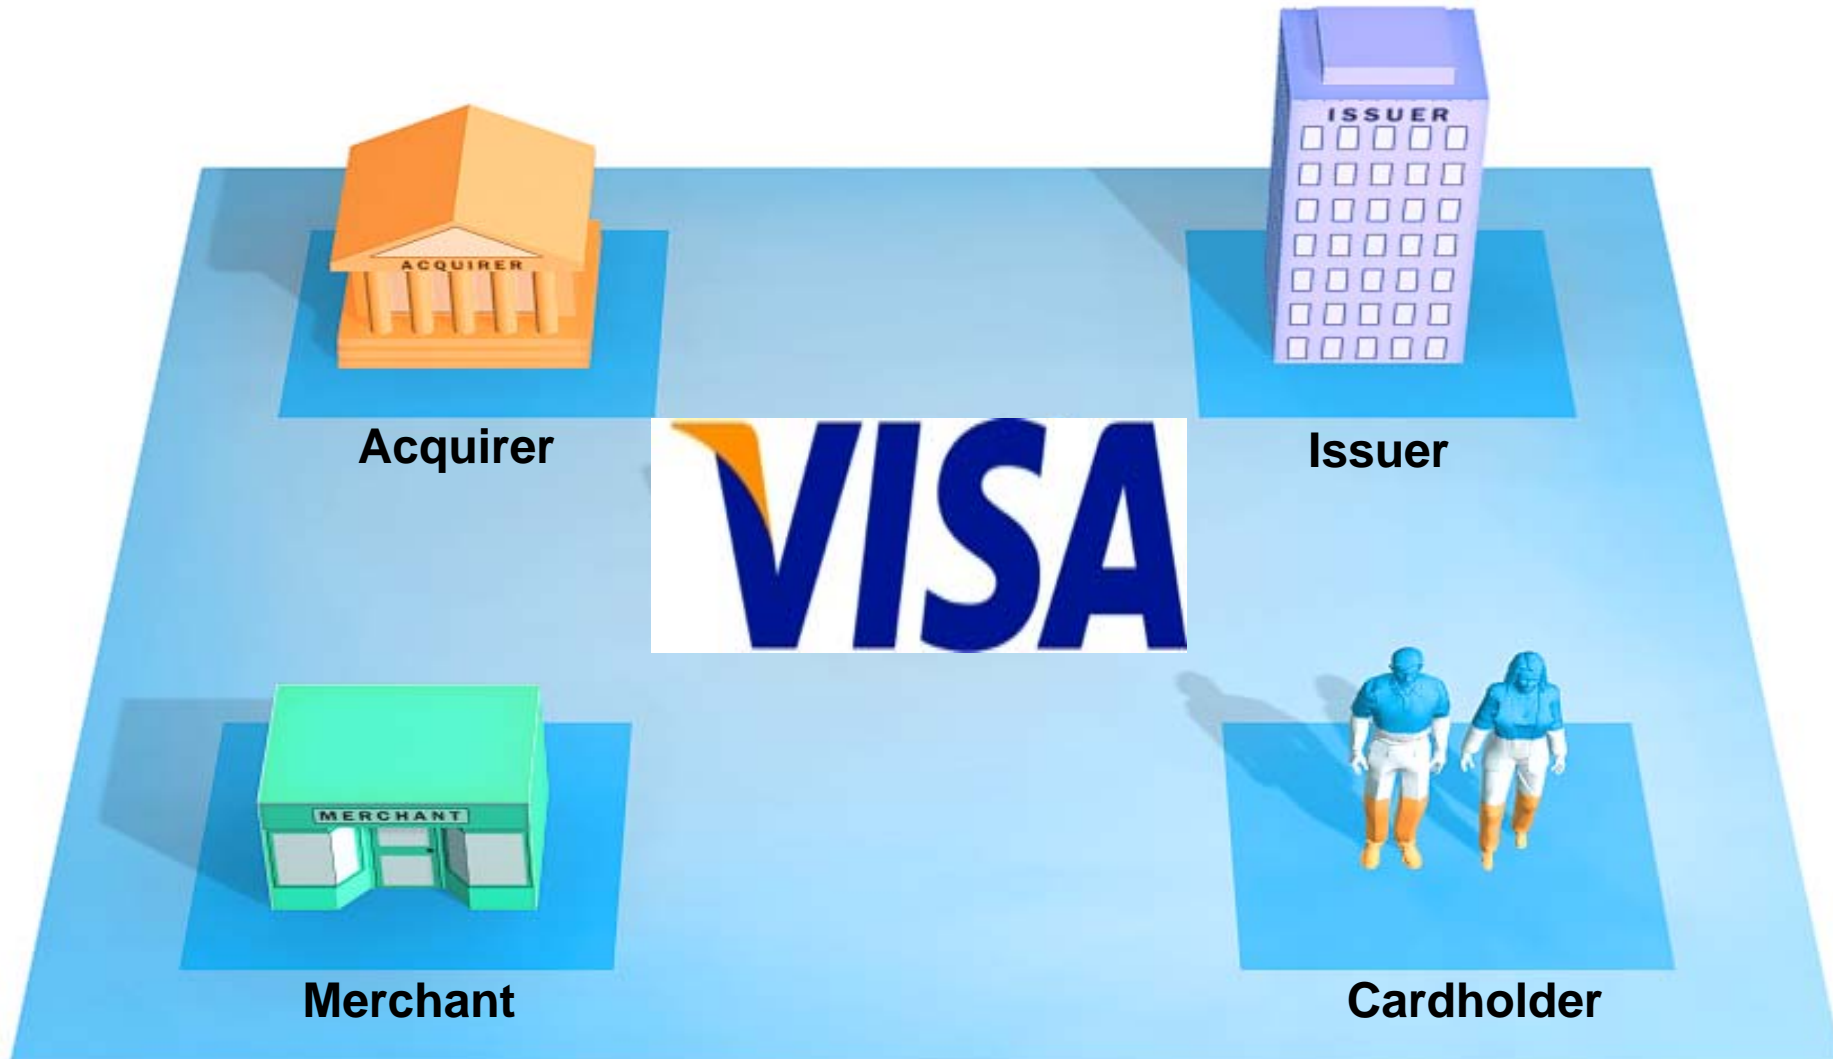 ISSUER
ACQUIRER
Acquirer
VISA
Issuer
MERCHANT
Merchant
Cardholder